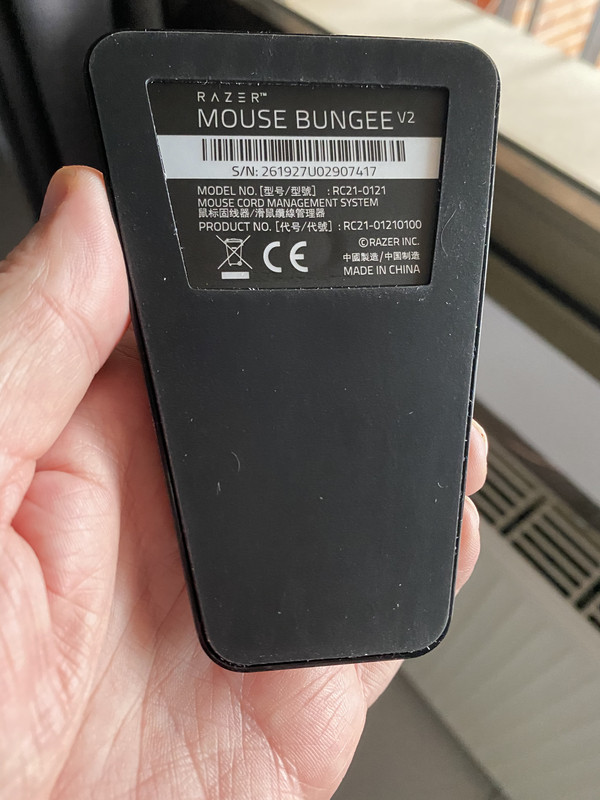 RAZER™
MOUSE BUNGEE V2
S/N: 261927U02907417
MODEL NO. [型号/型號] : RC21-0121
MOUSE CORD MANAGEMENT SYSTEM
鼠标固线器/滑鼠纜線管理器
PRODUCT NO. [代号/代號] : RC21-01210100
©RAZER INC.
CE
中國製造/中国制造
MADE IN CHINA